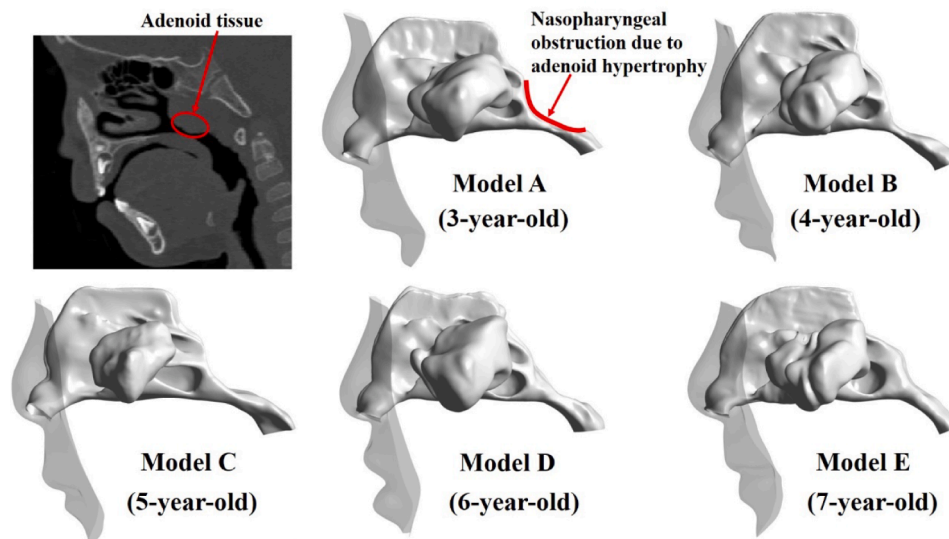 Adenoid tissue
Nasopharyngeal
obstruction due to
adenoid hypertrophy
Model A
(3-year-old)
Model B
(4-year-old)
Model C
(5-year-old)
Model D
(6-year-old)
Model E
(7-year-old)